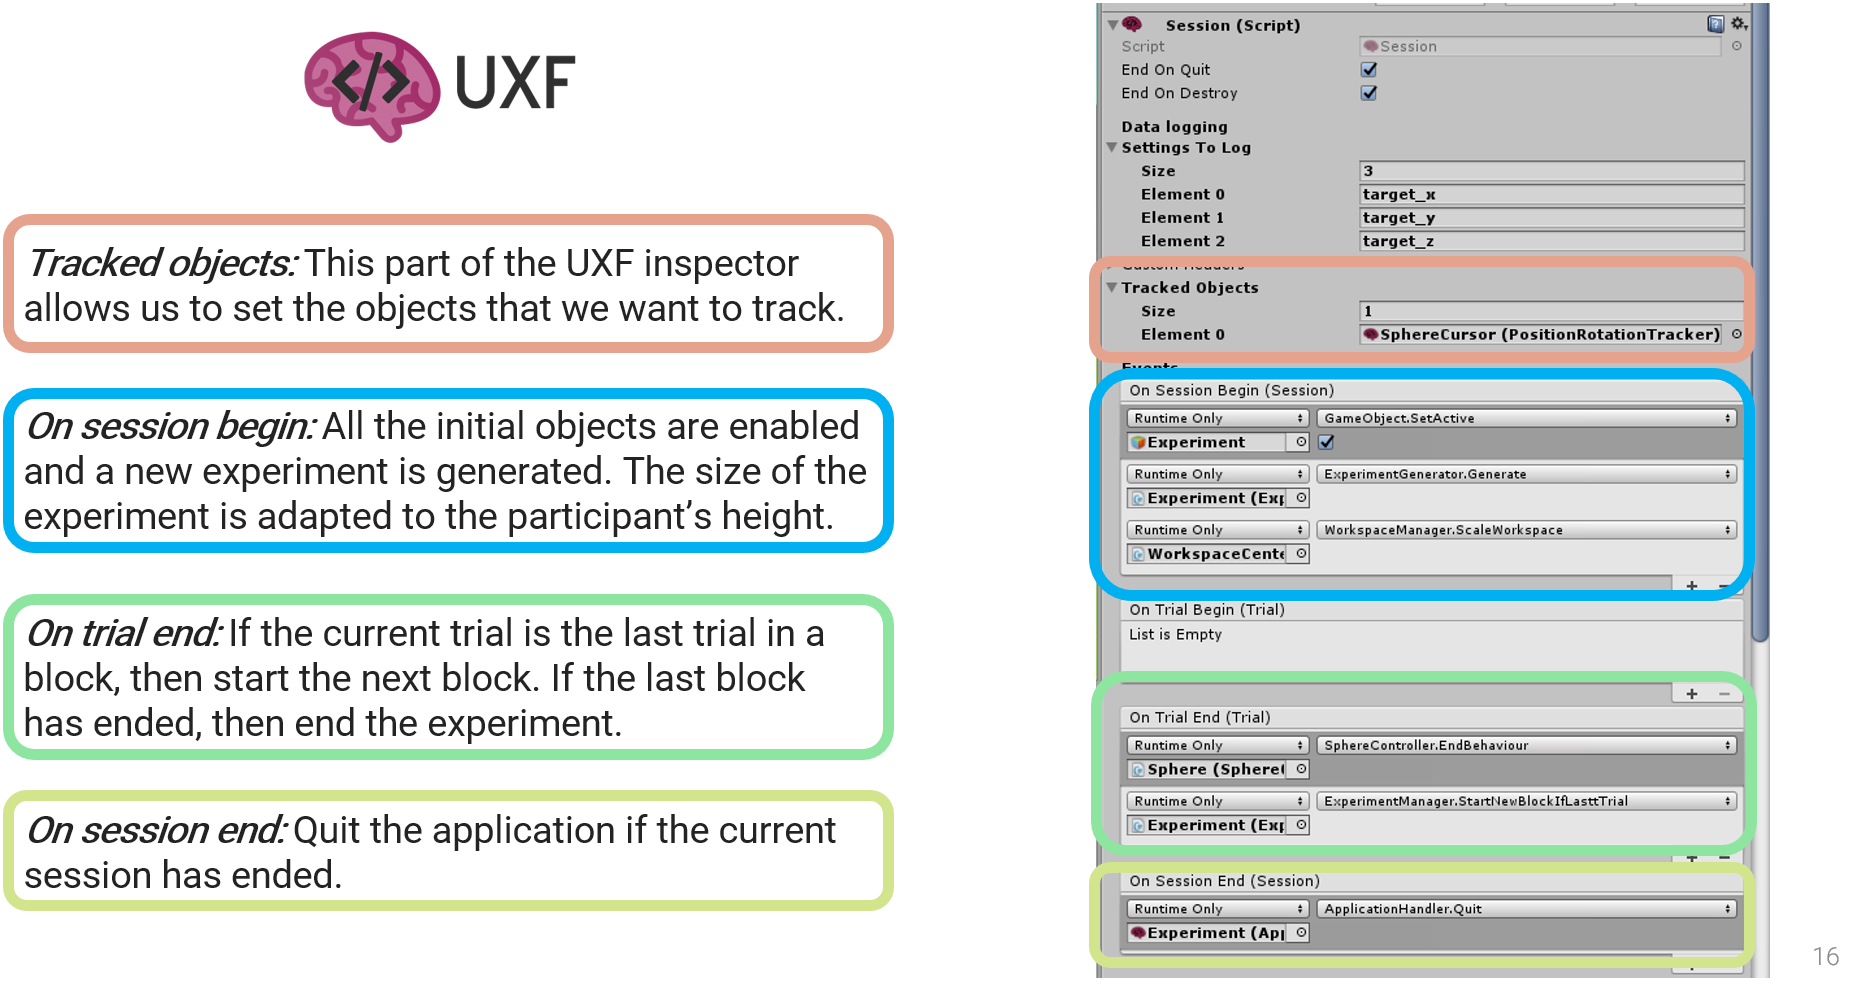 </> UXF
Tracked objects: This part of the UXF inspector
allows us to set the objects that we want to track.
On session begin: All the initial objects are enabled
and a new experiment is generated. The size of the
experiment is adapted to the participant’s height.
On trial end: If the current trial is the last trial in a
block, then start the next block. If the last block
has ended, then end the experiment.
On session end: Quit the application if the current
session has ended.
Session (Script)
Script Session
End On Quit
End On Destroy
Data logging
Settings To Log
Size 3
Element 0 target_x
Element 1 target_y
Element 2 target_z
Custom Headers
Tracked Objects
Size 1
Element 0 SphereCursor (PositionRotationTracker)
Events
On Session Begin (Session)
Runtime Only GameObject.SetActive
Experiment
Runtime Only ExperimentGenerator.Generate
Experiment (Exp
Runtime Only WorkspaceManager.ScaleWorkspace
WorkspaceCente
+ −
On Trial Begin (Trial)
List is Empty
+ −
On Trial End (Trial)
Runtime Only SphereController.EndBehaviour
Sphere (Sphere
Runtime Only ExperimentManager.StartNewBlockIfLasttTrial
Experiment (Exp
+ −
On Session End (Session)
Runtime Only ApplicationHandler.Quit
Experiment (App
16